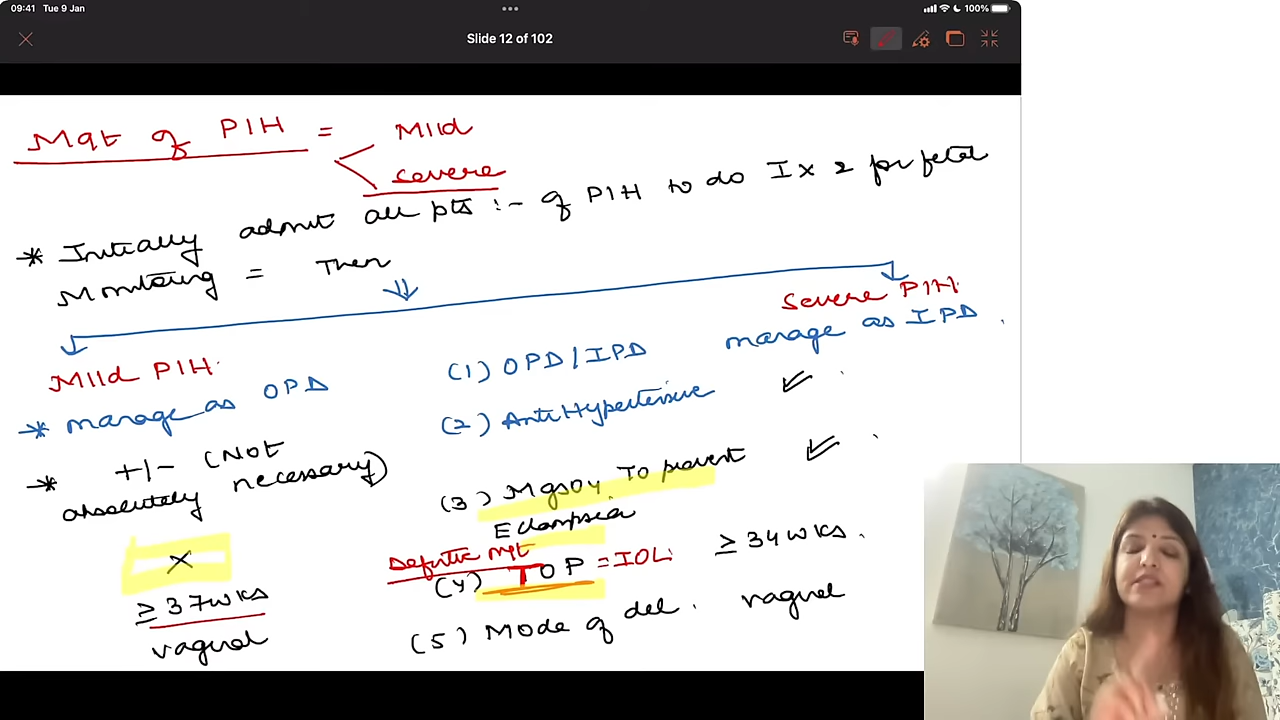 09:41 Tue 9 Jan
100%
Slide 12 of 102
Mgt of PIH = Mild
severe
* Initially admit all pts :- of PIH to do Ix & for fetal
Monitoring = Then
Mild PIH.
Severe PIH.
* manage as OPD
(1) OPD/IPD
manage as IPD
(2) AntiHypertensive
* +/- (Not
absolutely necessary)
(3) MgSO4 To prevent
Eclampsia
X
Definitive Mgt
(4) TOP = IOL
≥ 34 wks.
≥ 37 wks
(5) Mode of del.
vaginal
vaginal